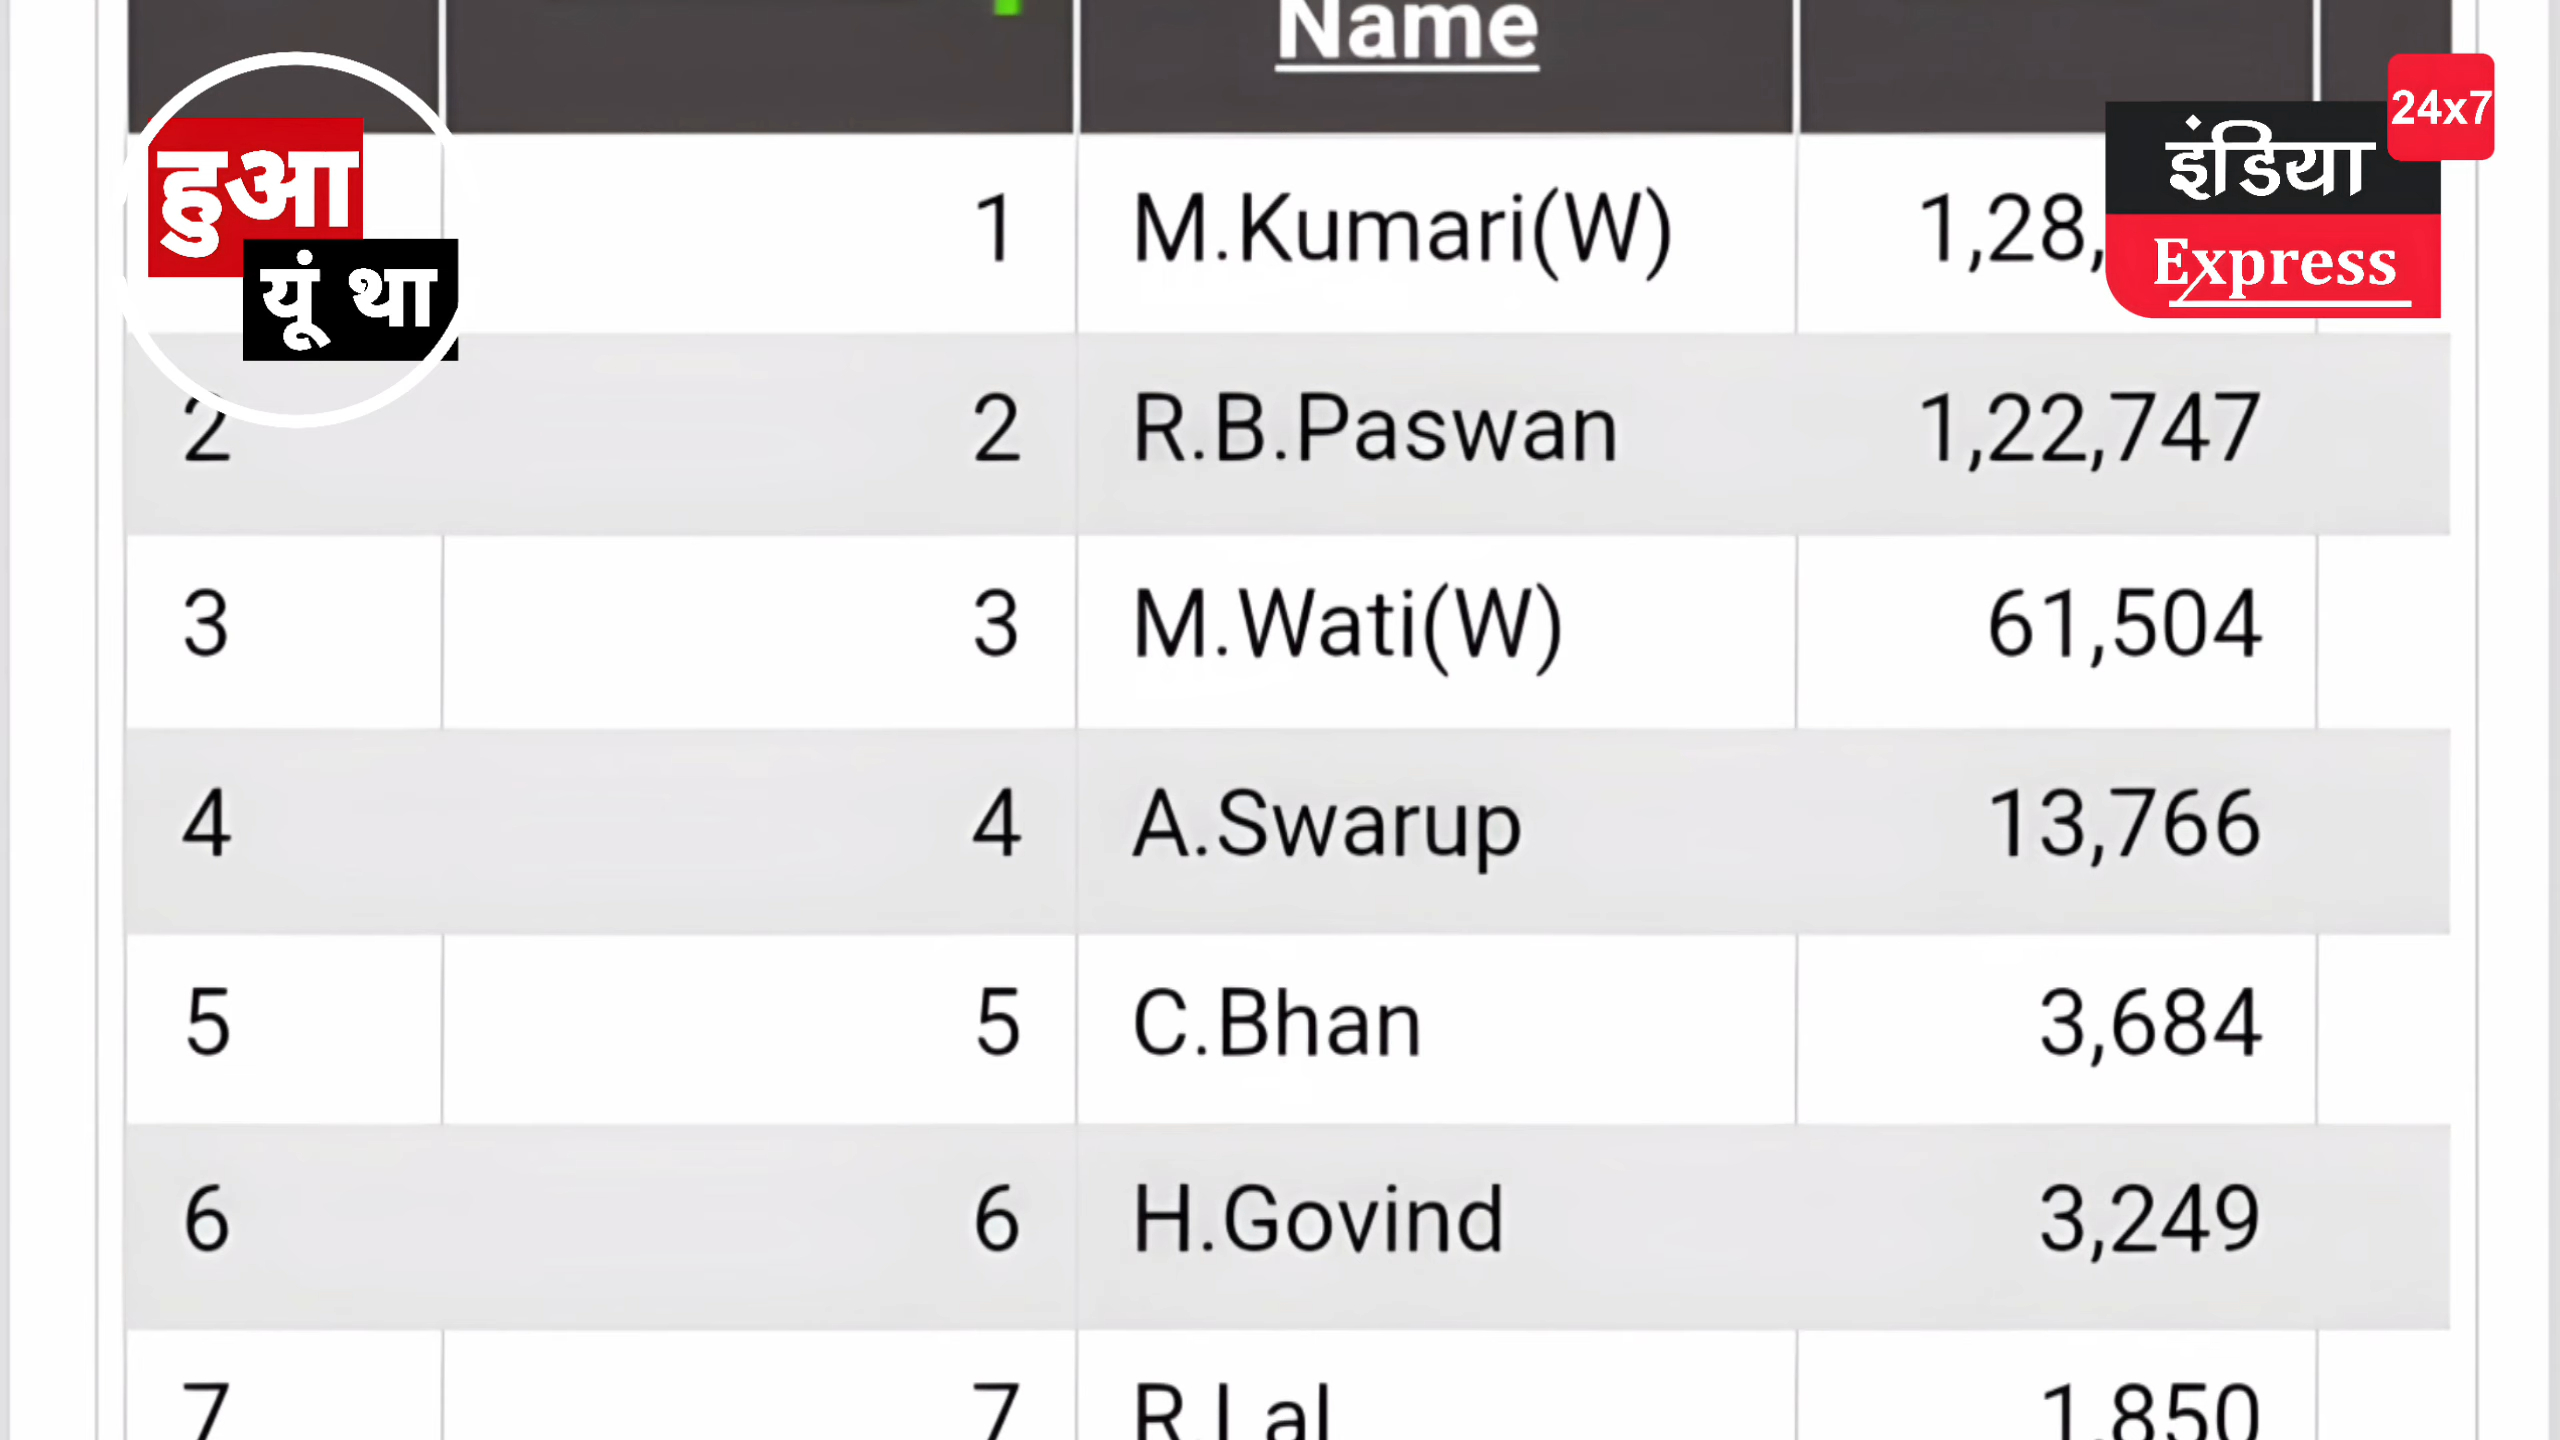 Name
हुआ
यूं था
24x7
इंडिया
Express
1 M.Kumari(W) 1,28,
2 2 R.B.Paswan 1,22,747
3 3 M.Wati(W) 61,504
4 4 A.Swarup 13,766
5 5 C.Bhan 3,684
6 6 H.Govind 3,249
7 7 R.Lal 1,850